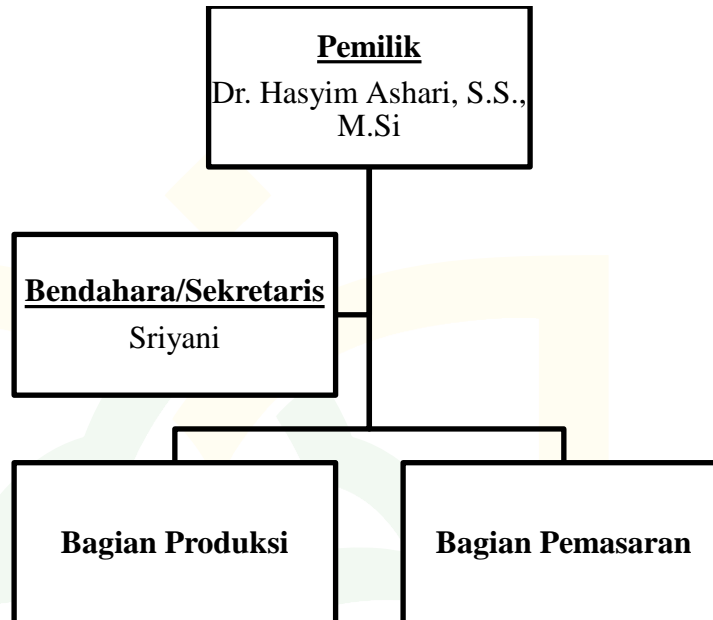 Pemilik
Dr. Hasyim Ashari, S.S.,
M.Si
Bendahara/Sekretaris
Sriyani
Bagian Produksi
Bagian Pemasaran